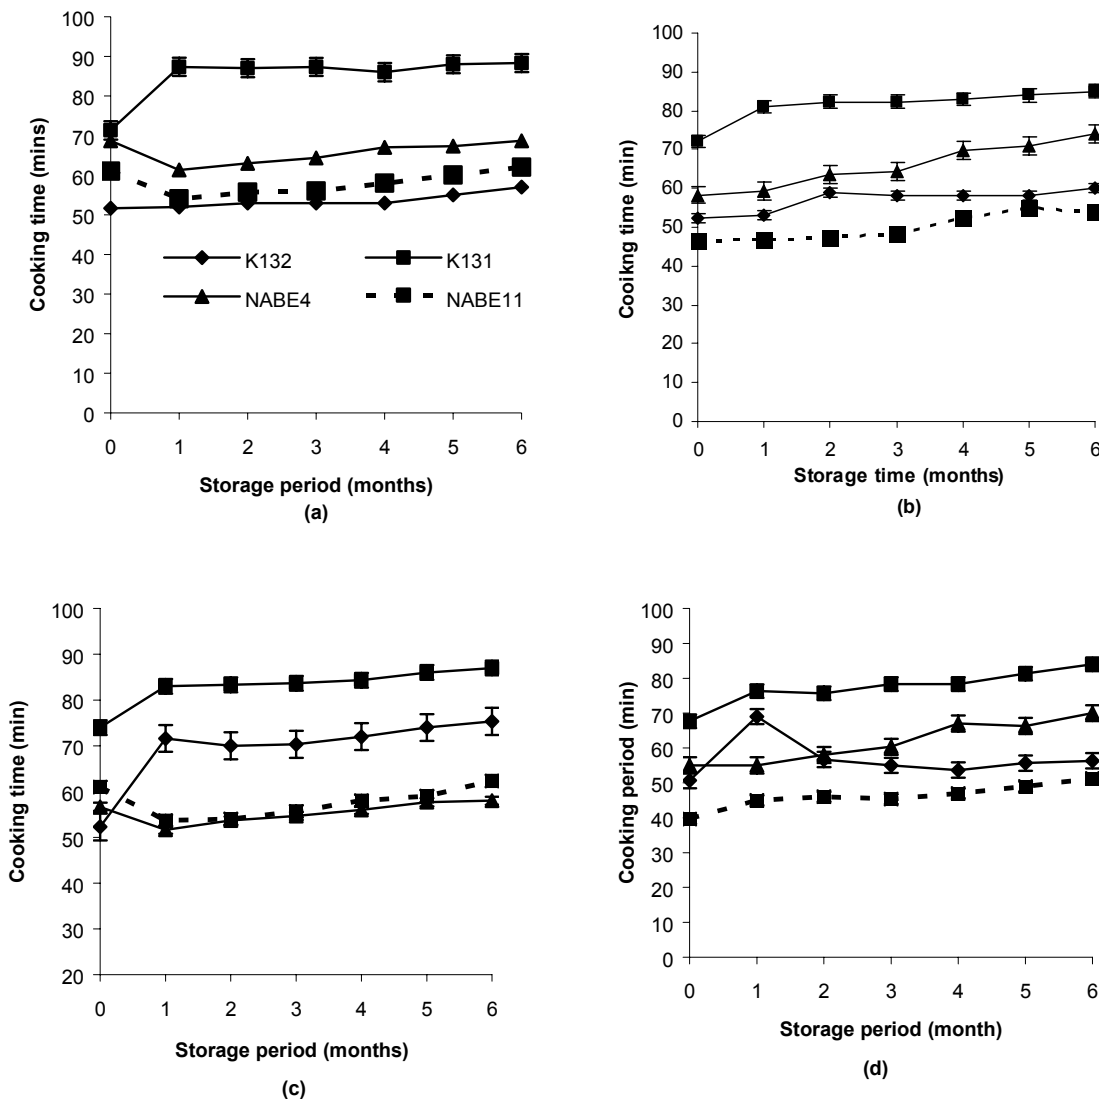 Cooking time (mins)
100
90
80
70
60
50
40
30
20
10
0
K132
K131
NABE4
NABE11
0 1 2 3 4 5 6
Storage period (months)
(a)
Cooikng time (min)
100
90
80
70
60
50
40
30
20
10
0
0 1 2 3 4 5 6
Storage time (months)
(b)
Cooking time (min)
100
90
80
70
60
50
40
30
20
0 1 2 3 4 5 6
Storage period (months)
(c)
Cooking period (min)
100
90
80
70
60
50
40
30
20
10
0
0 1 2 3 4 5 6
Storage period (month)
(d)